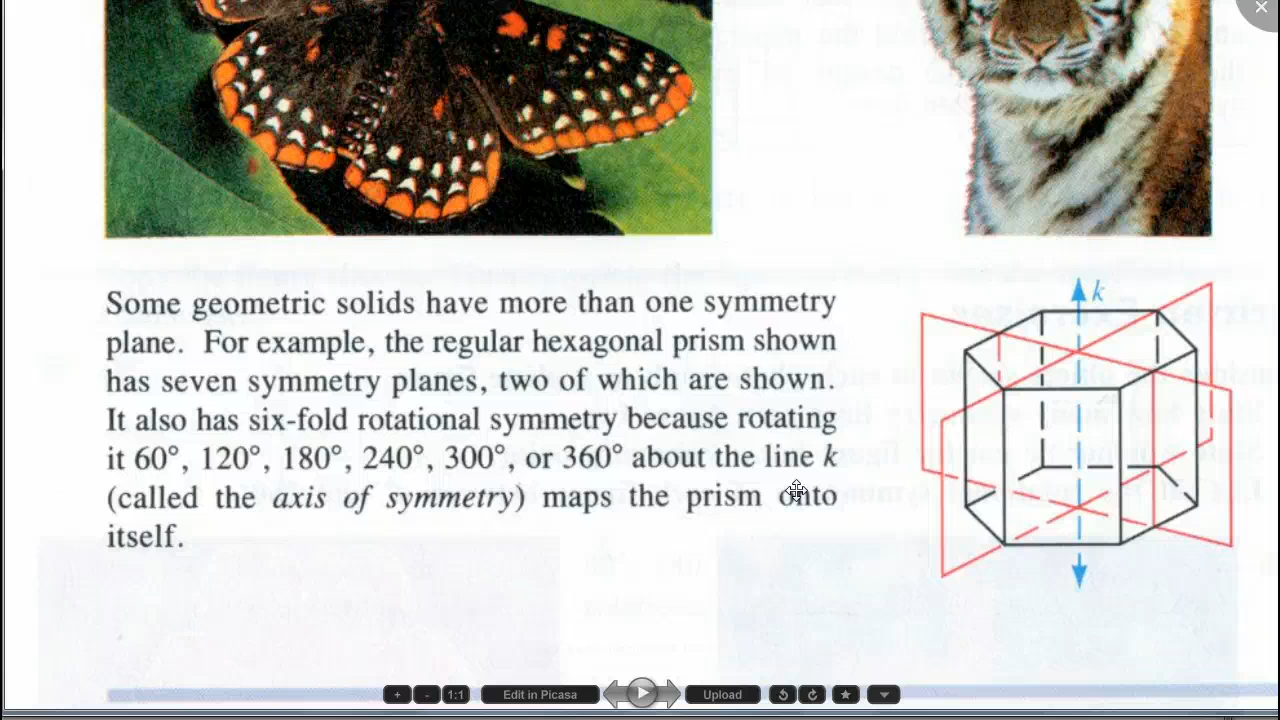 Some geometric solids have more than one symmetry
plane. For example, the regular hexagonal prism shown
has seven symmetry planes, two of which are shown.
It also has six-fold rotational symmetry because rotating
it 60°, 120°, 180°, 240°, 300°, or 360° about the line k
(called the axis of symmetry) maps the prism onto
itself.
k
+ - 1:1 Edit in Picasa Upload